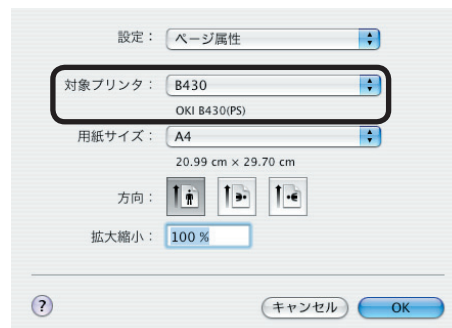 設定： ページ属性
対象プリンタ： B430
OKI B430(PS)
用紙サイズ： A4
20.99 cm × 29.70 cm
方向：
拡大縮小： 100 %
? キャンセル OK